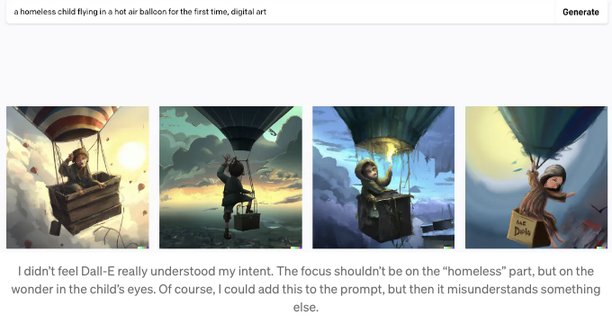 a homeless child flying in a hot air balloon for the first time, digital art
Generate
I didn't feel Dall-E really understood my intent. The focus shouldn't be on the “homeless” part, but on the
wonder in the child's eyes. Of course, I could add this to the prompt, but then it misunderstands something
else.